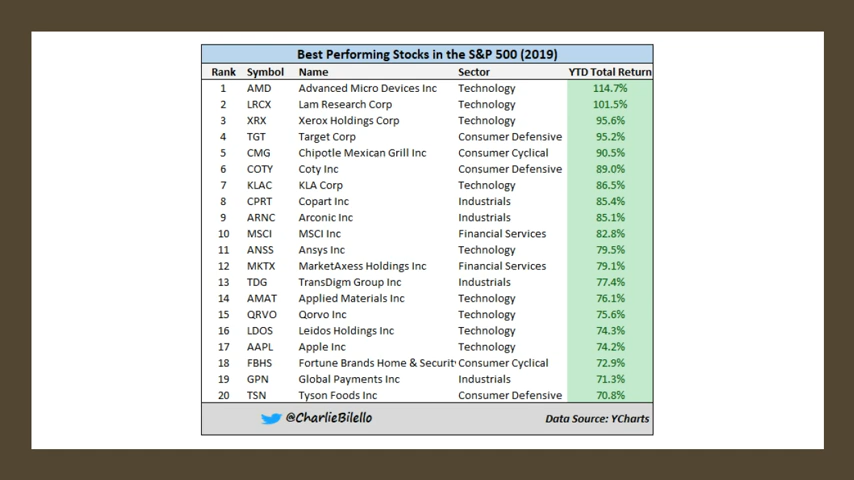 Best Performing Stocks in the S&P 500 (2019)
Rank Symbol Name Sector YTD Total Return
1 AMD Advanced Micro Devices Inc Technology 114.7%
2 LRCX Lam Research Corp Technology 101.5%
3 XRX Xerox Holdings Corp Technology 95.6%
4 TGT Target Corp Consumer Defensive 95.2%
5 CMG Chipotle Mexican Grill Inc Consumer Cyclical 90.5%
6 COTY Coty Inc Consumer Defensive 89.0%
7 KLAC KLA Corp Technology 86.5%
8 CPRT Copart Inc Industrials 85.4%
9 ARNC Arconic Inc Industrials 85.1%
10 MSCI MSCI Inc Financial Services 82.8%
11 ANSS Ansys Inc Technology 79.5%
12 MKTX MarketAxess Holdings Inc Financial Services 79.1%
13 TDG TransDigm Group Inc Industrials 77.4%
14 AMAT Applied Materials Inc Technology 76.1%
15 QRVO Qorvo Inc Technology 75.6%
16 LDOS Leidos Holdings Inc Technology 74.3%
17 AAPL Apple Inc Technology 74.2%
18 FBHS Fortune Brands Home & Security Consumer Cyclical 72.9%
19 GPN Global Payments Inc Industrials 71.3%
20 TSN Tyson Foods Inc Consumer Defensive 70.8%
@CharlieBilello Data Source: YCharts